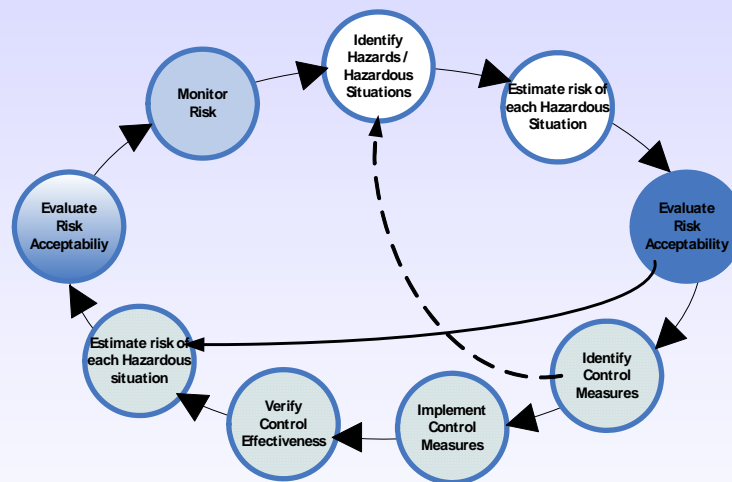 Identify
Hazards /
Hazardous
Situations
Estimate risk of
each Hazardous
Situation
Evaluate
Risk
Acceptability
Identify
Control
Measures
Implement
Control
Measures
Verify
Control
Effectiveness
Estimate risk of
each Hazardous
situation
Evaluate
Risk
Acceptabiliy
Monitor
Risk